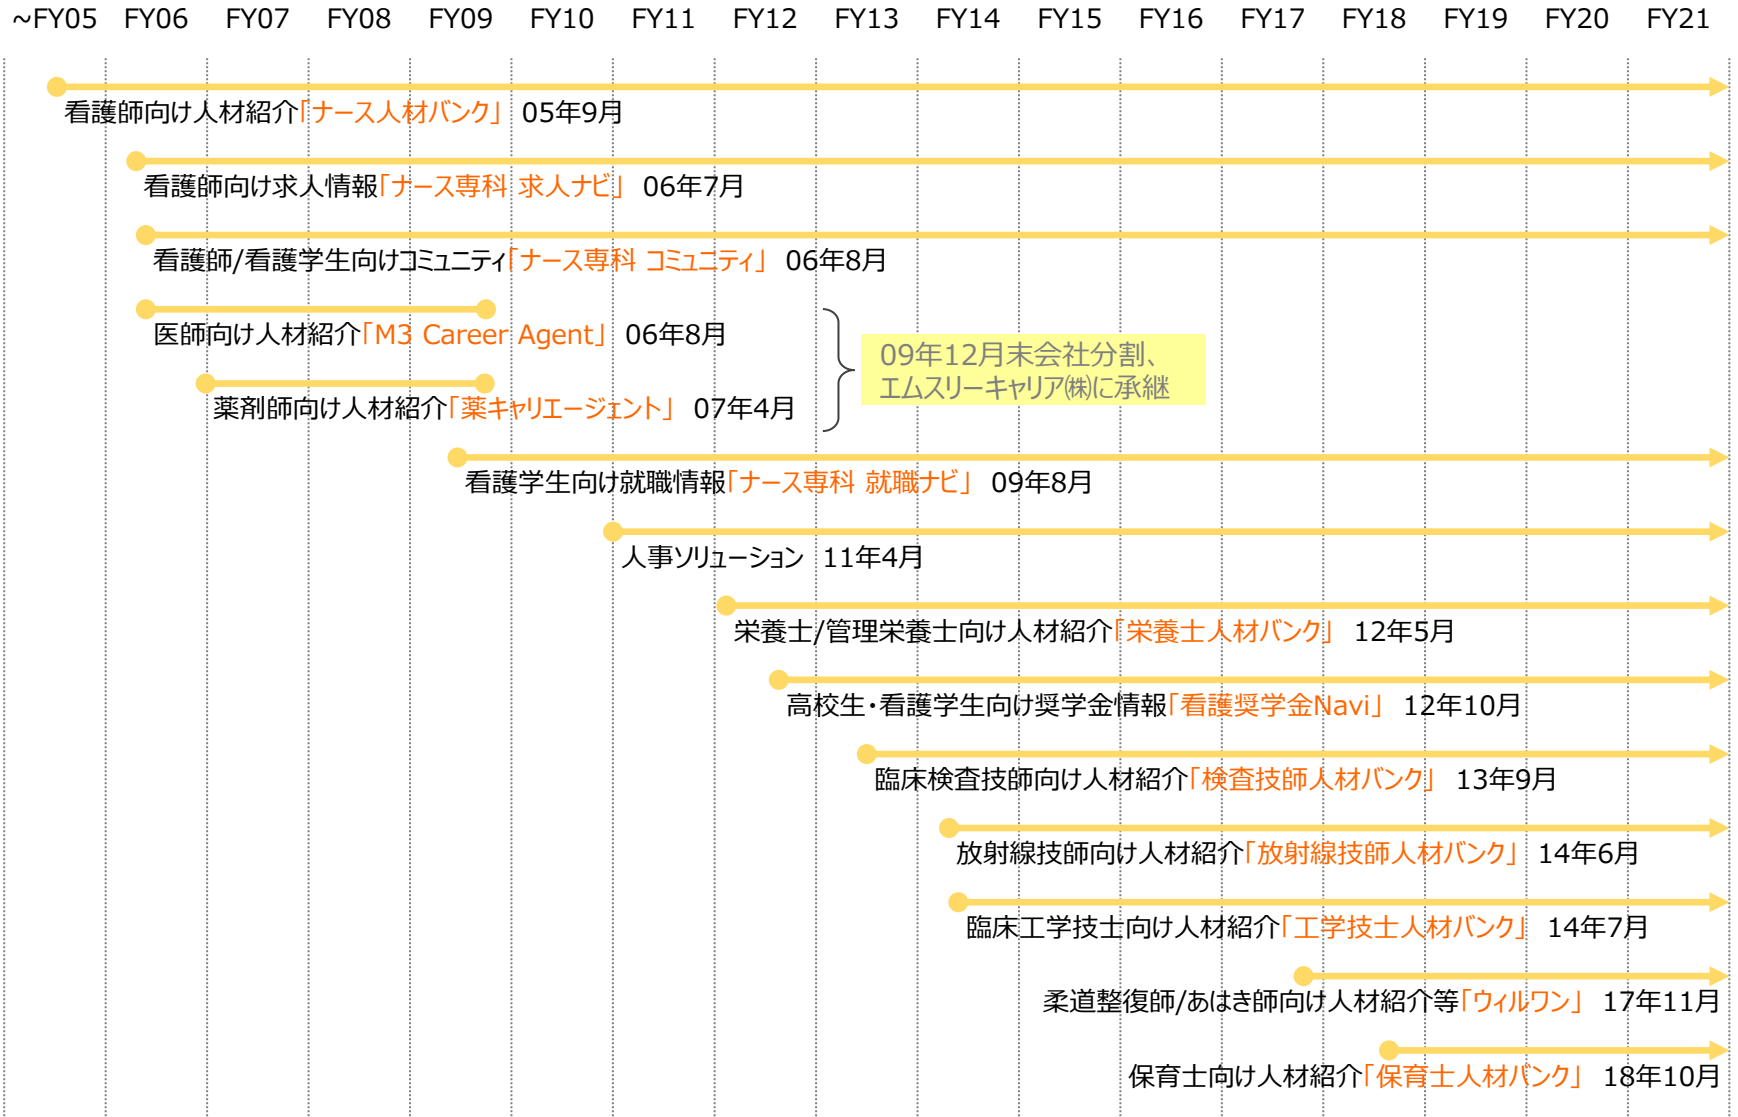 ~FY05 FY06 FY07 FY08 FY09 FY10 FY11 FY12 FY13 FY14 FY15 FY16 FY17 FY18 FY19 FY20 FY21
看護師向け人材紹介「ナース人材バンク」 05年9月
看護師向け求人情報「ナース専科 求人ナビ」 06年7月
看護師/看護学生向けコミュニティ「ナース専科 コミュニティ」 06年8月
医師向け人材紹介「M3 Career Agent」 06年8月
09年12月末会社分割、
エムスリーキャリア㈱に承継
薬剤師向け人材紹介「薬キャリエージェント」 07年4月
看護学生向け就職情報「ナース専科 就職ナビ」 09年8月
人事ソリューション 11年4月
栄養士/管理栄養士向け人材紹介「栄養士人材バンク」 12年5月
高校生・看護学生向け奨学金情報「看護奨学金Navi」 12年10月
臨床検査技師向け人材紹介「検査技師人材バンク」 13年9月
放射線技師向け人材紹介「放射線技師人材バンク」 14年6月
臨床工学技士向け人材紹介「工学技士人材バンク」 14年7月
柔道整復師/あはき師向け人材紹介等「ウィルワン」 17年11月
保育士向け人材紹介「保育士人材バンク」 18年10月